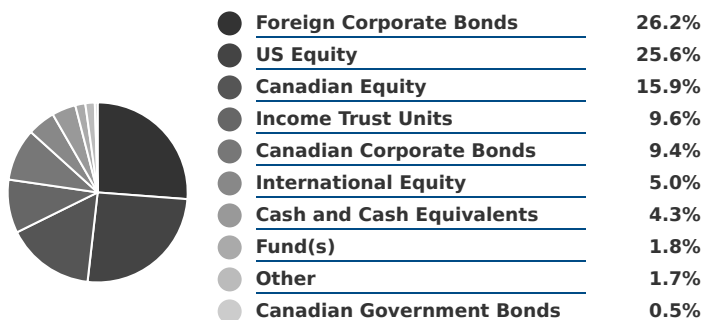 Foreign Corporate Bonds 26.2%
US Equity 25.6%
Canadian Equity 15.9%
Income Trust Units 9.6%
Canadian Corporate Bonds 9.4%
International Equity 5.0%
Cash and Cash Equivalents 4.3%
Fund(s) 1.8%
Other 1.7%
Canadian Government Bonds 0.5%